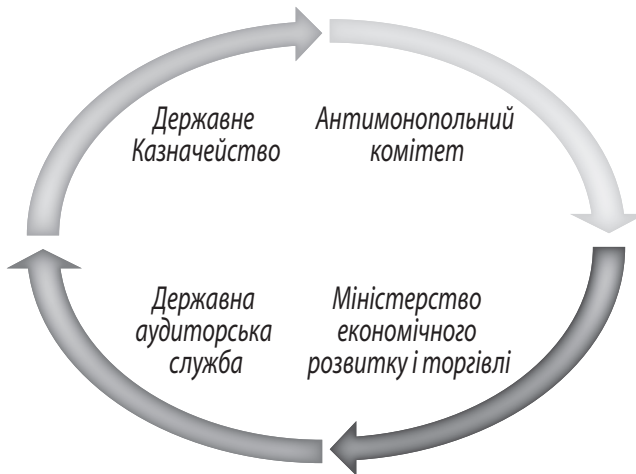 Державне
Казначейство
Антимонопольний
комітет
Державна
аудиторська
служба
Міністерство
економічного
розвитку і торгівлі